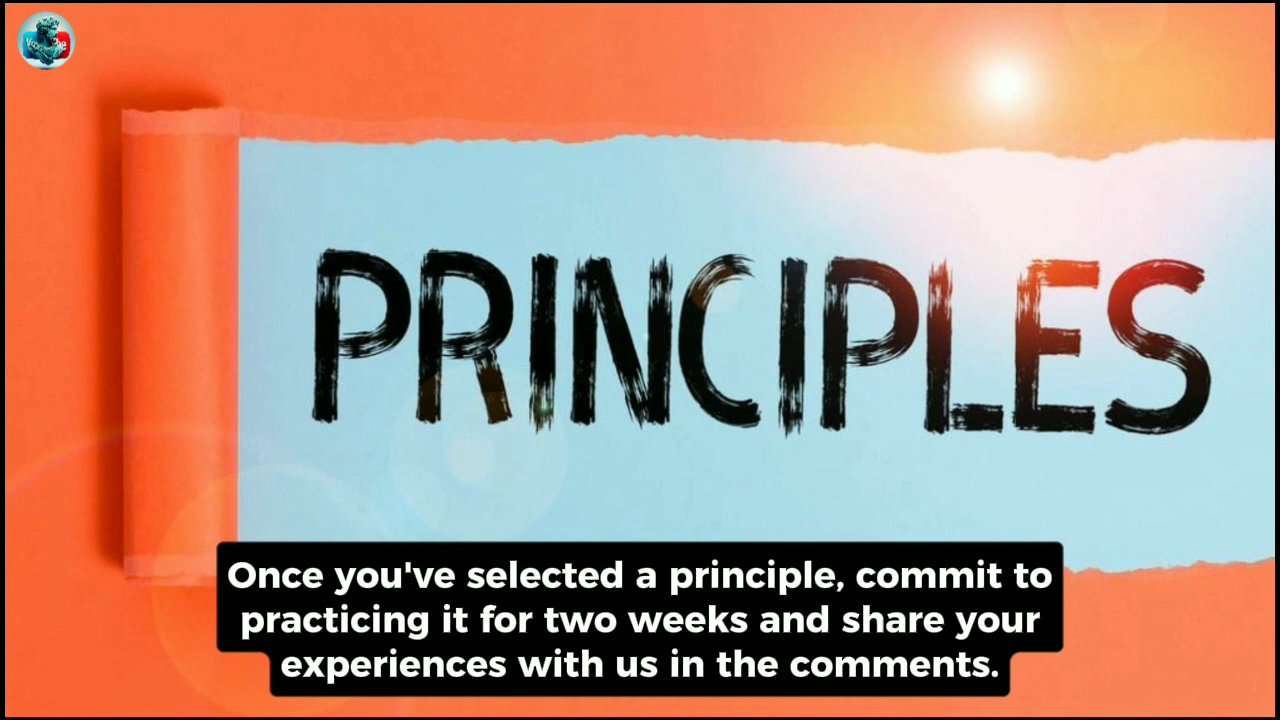 PRINCIPLES
Once you've selected a principle, commit to
practicing it for two weeks and share your
experiences with us in the comments.